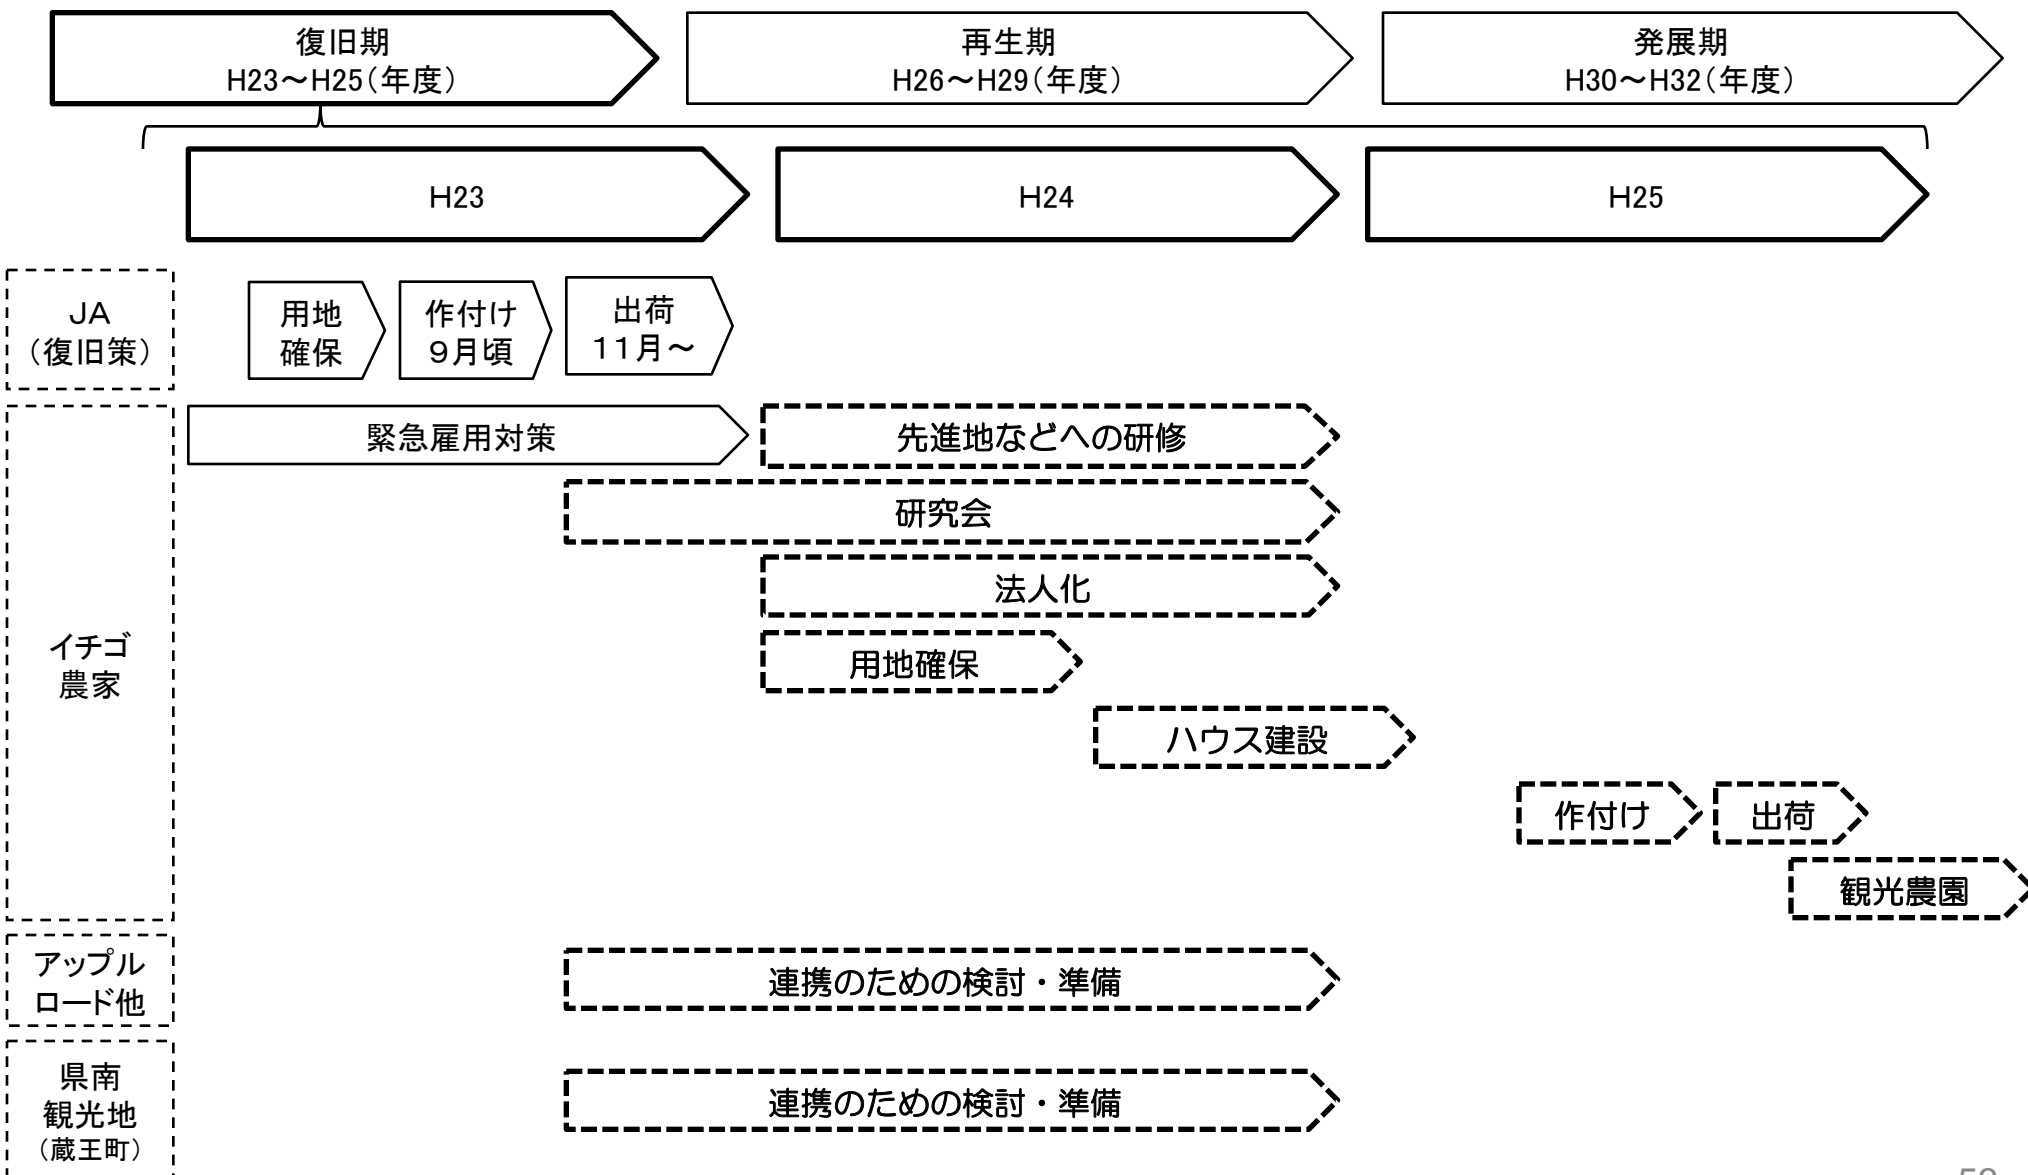 復旧期
H23～H25(年度)
再生期
H26～H29(年度)
発展期
H30～H32(年度)
H23
H24
H25
JA
（復旧策）
用地
確保
作付け
９月頃
出荷
１１月～
イチゴ
農家
緊急雇用対策
先進地などへの研修
研究会
法人化
用地確保
ハウス建設
作付け
出荷
観光農園
アップル
ロード他
連携のための検討・準備
県南
観光地
（蔵王町）
連携のための検討・準備